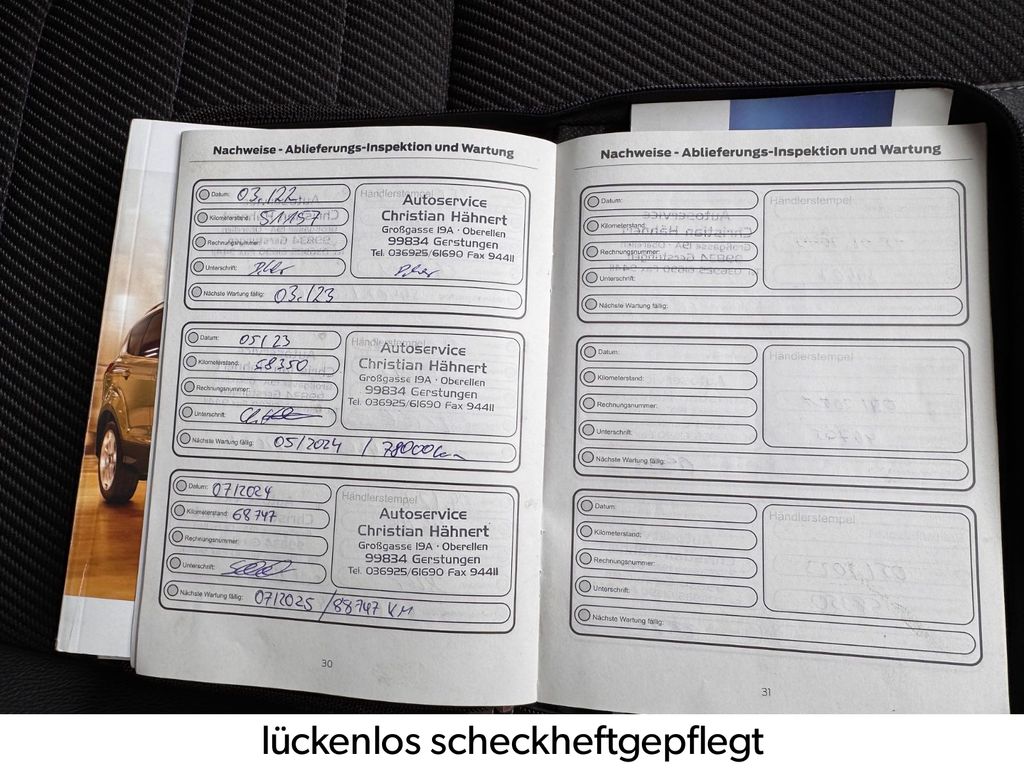 Nachweise - Ablieferungs-Inspektion und Wartung
Datum: 03.122
Händlerstempel
Autoservice
Christian Hähnert
Großgasse 19A · Oberellen
99834 Gerstungen
Tel. 036925/61690 Fax 94411
Kilometerstand: 51.157
Rechnungsnummer:
Unterschrift:
Nächste Wartung fällig: 03.123
Datum: 05/23
Händlerstempel
Autoservice
Christian Hähnert
Großgasse 19A · Oberellen
99834 Gerstungen
Tel. 036925/61690 Fax 94411
Kilometerstand: 58350
Rechnungsnummer:
Unterschrift:
Nächste Wartung fällig: 05/2024 / 78000km
Datum: 07/2024
Händlerstempel
Autoservice
Christian Hähnert
Großgasse 19A · Oberellen
99834 Gerstungen
Tel. 036925/61690 Fax 94411
Kilometerstand: 68747
Rechnungsnummer:
Unterschrift:
Nächste Wartung fällig: 07/2025 /88747 KM
30
Nachweise - Ablieferungs-Inspektion und Wartung
Datum:
Händlerstempel
Kilometerstand:
Rechnungsnummer:
Unterschrift:
Nächste Wartung fällig:
Datum:
Händlerstempel
Kilometerstand:
Rechnungsnummer:
Unterschrift:
Nächste Wartung fällig:
Datum:
Händlerstempel
Kilometerstand:
Rechnungsnummer:
Unterschrift:
Nächste Wartung fällig:
31
lückenlos scheckheftgepflegt